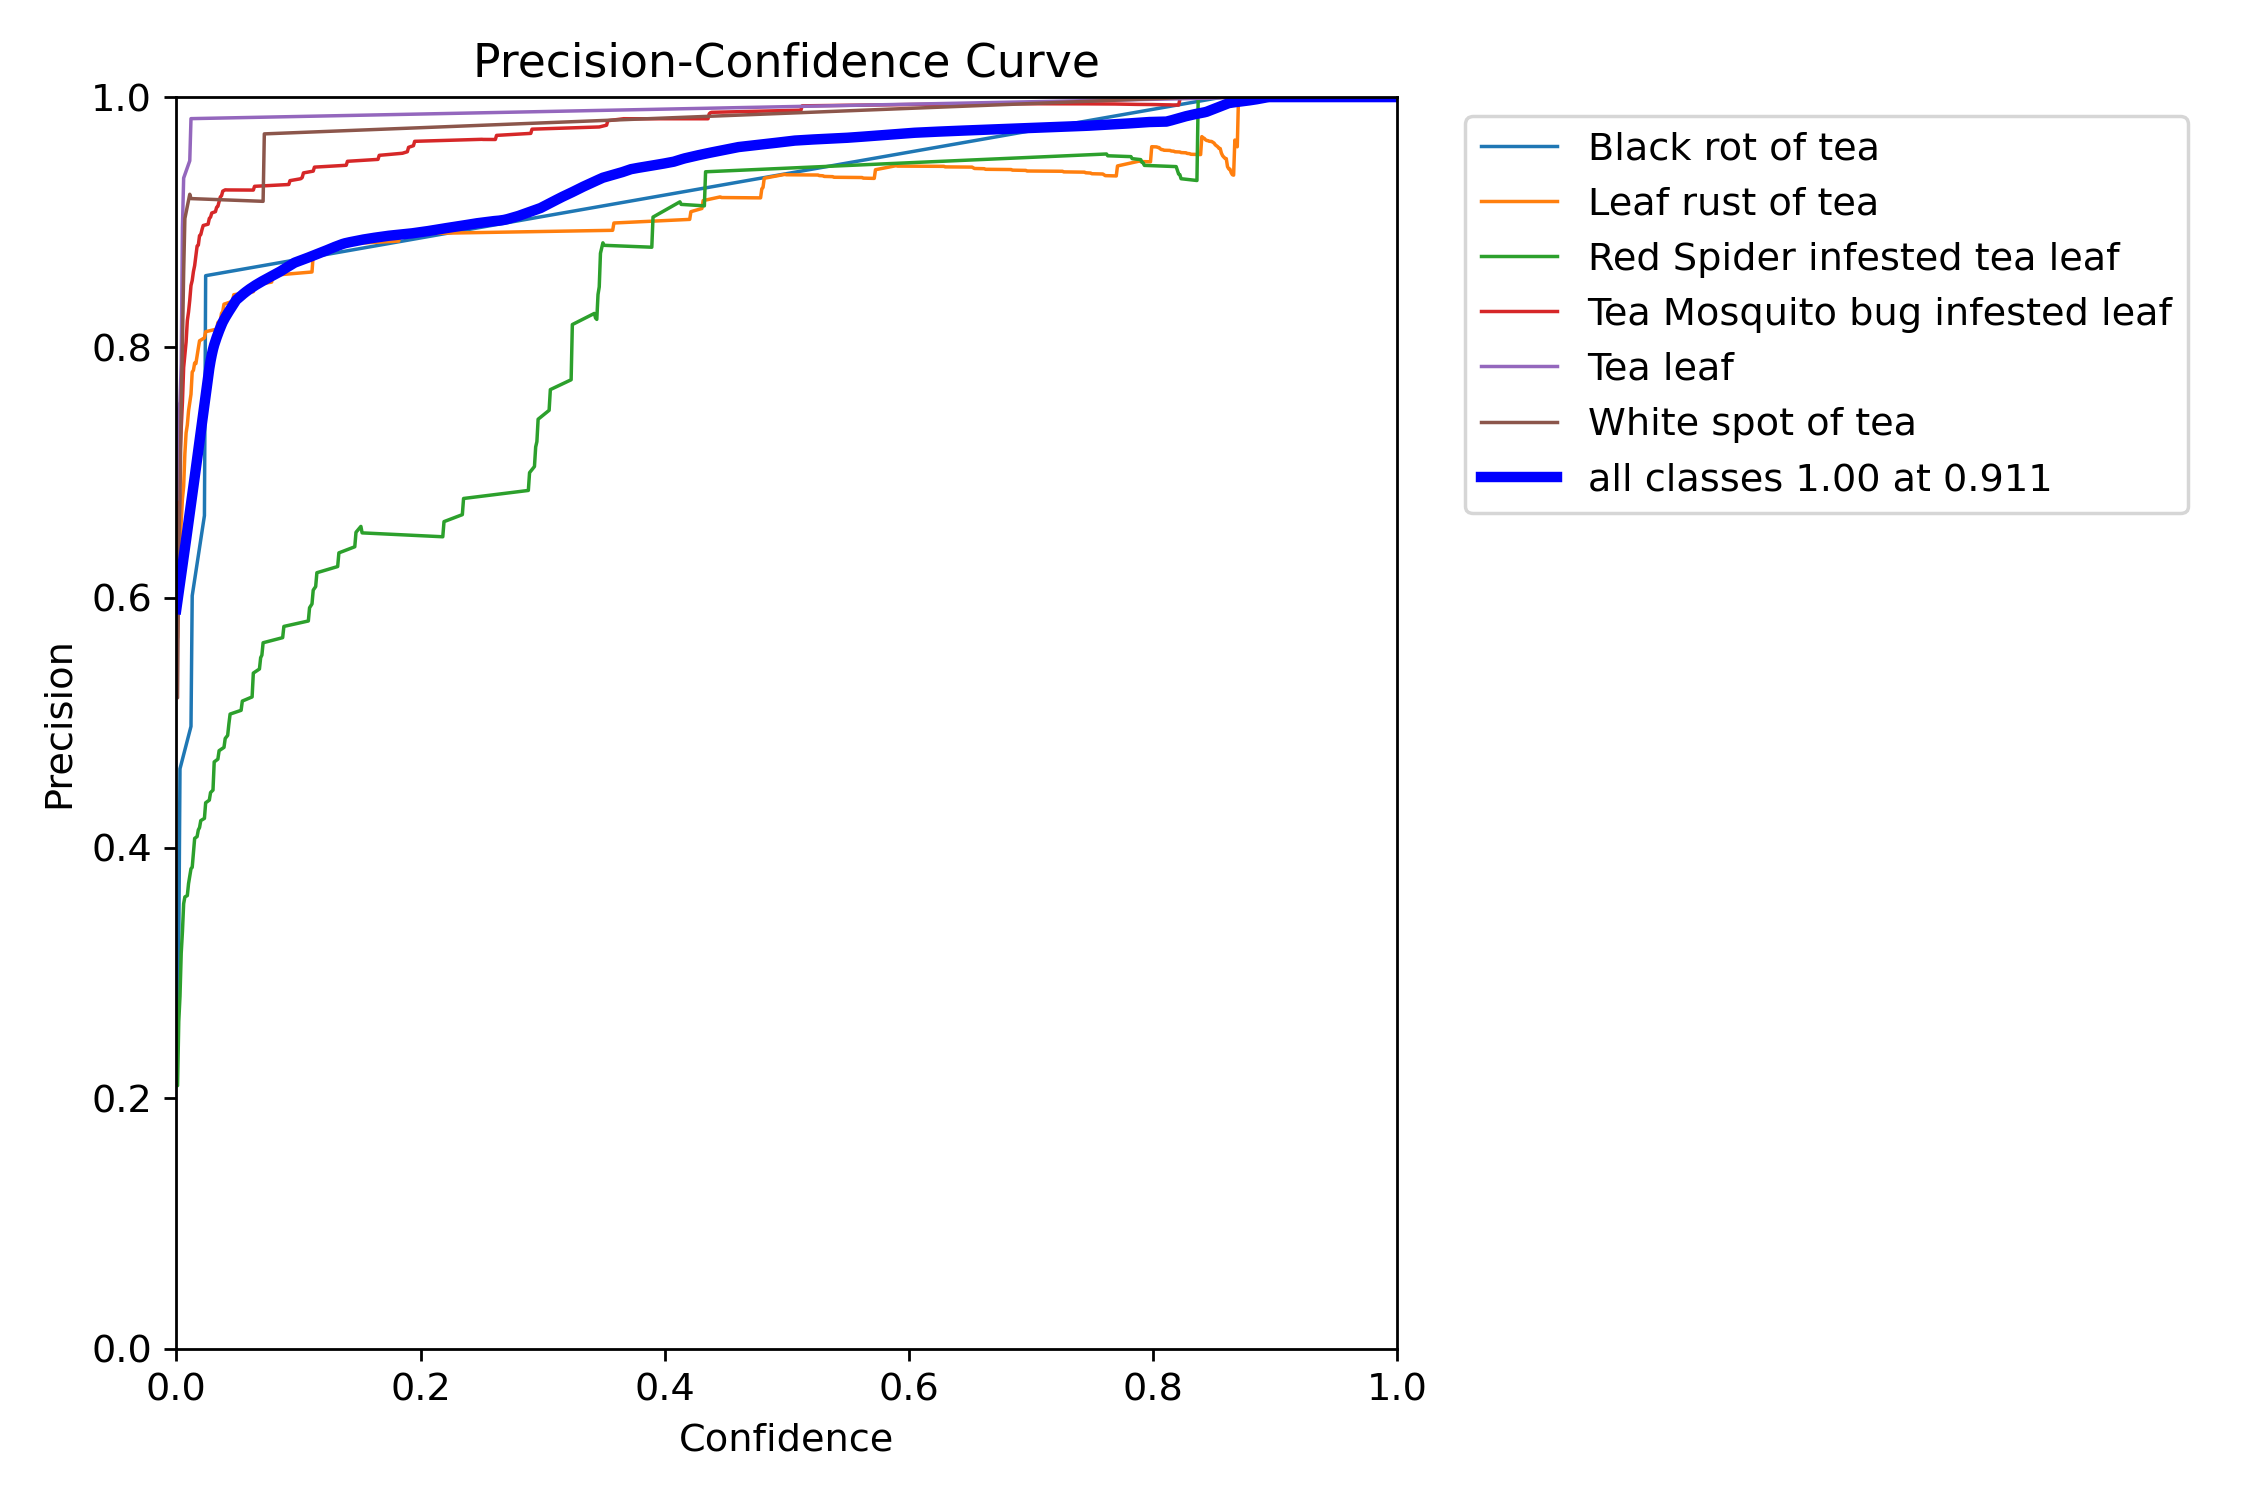 Precision-Confidence Curve
1.0
0.8
0.6
0.4
0.2
0.0
Precision
0.0 0.2 0.4 0.6 0.8 1.0
Confidence
Black rot of tea
Leaf rust of tea
Red Spider infested tea leaf
Tea Mosquito bug infested leaf
Tea leaf
White spot of tea
all classes 1.00 at 0.911